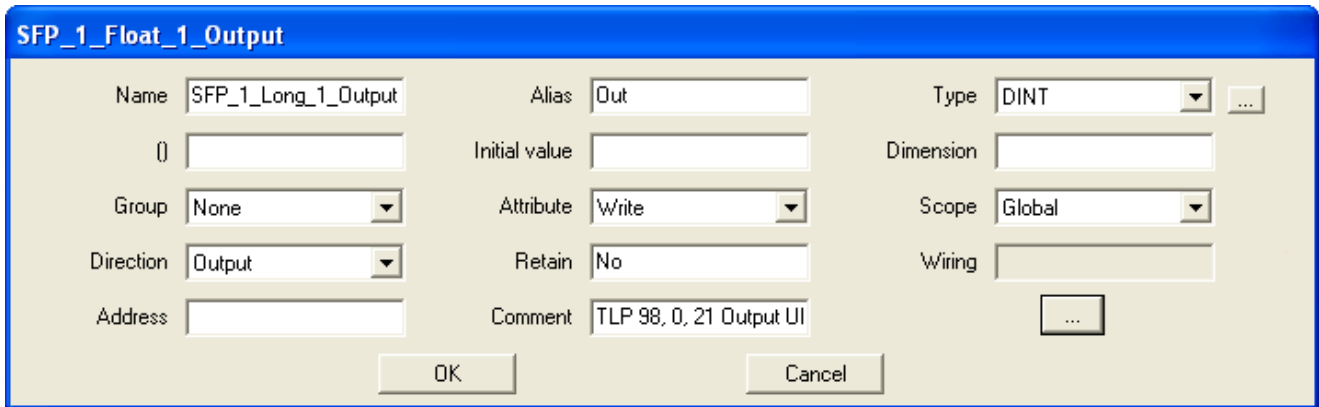 SFP_1_Float_1_Output
Name SFP_1_Long_1_Output Alias Out Type DINT ...
() Initial value Dimension
Group None Attribute Write Scope Global
Direction Output Retain No Wiring
Address Comment TLP 98, 0, 21 Output UI ...
OK Cancel